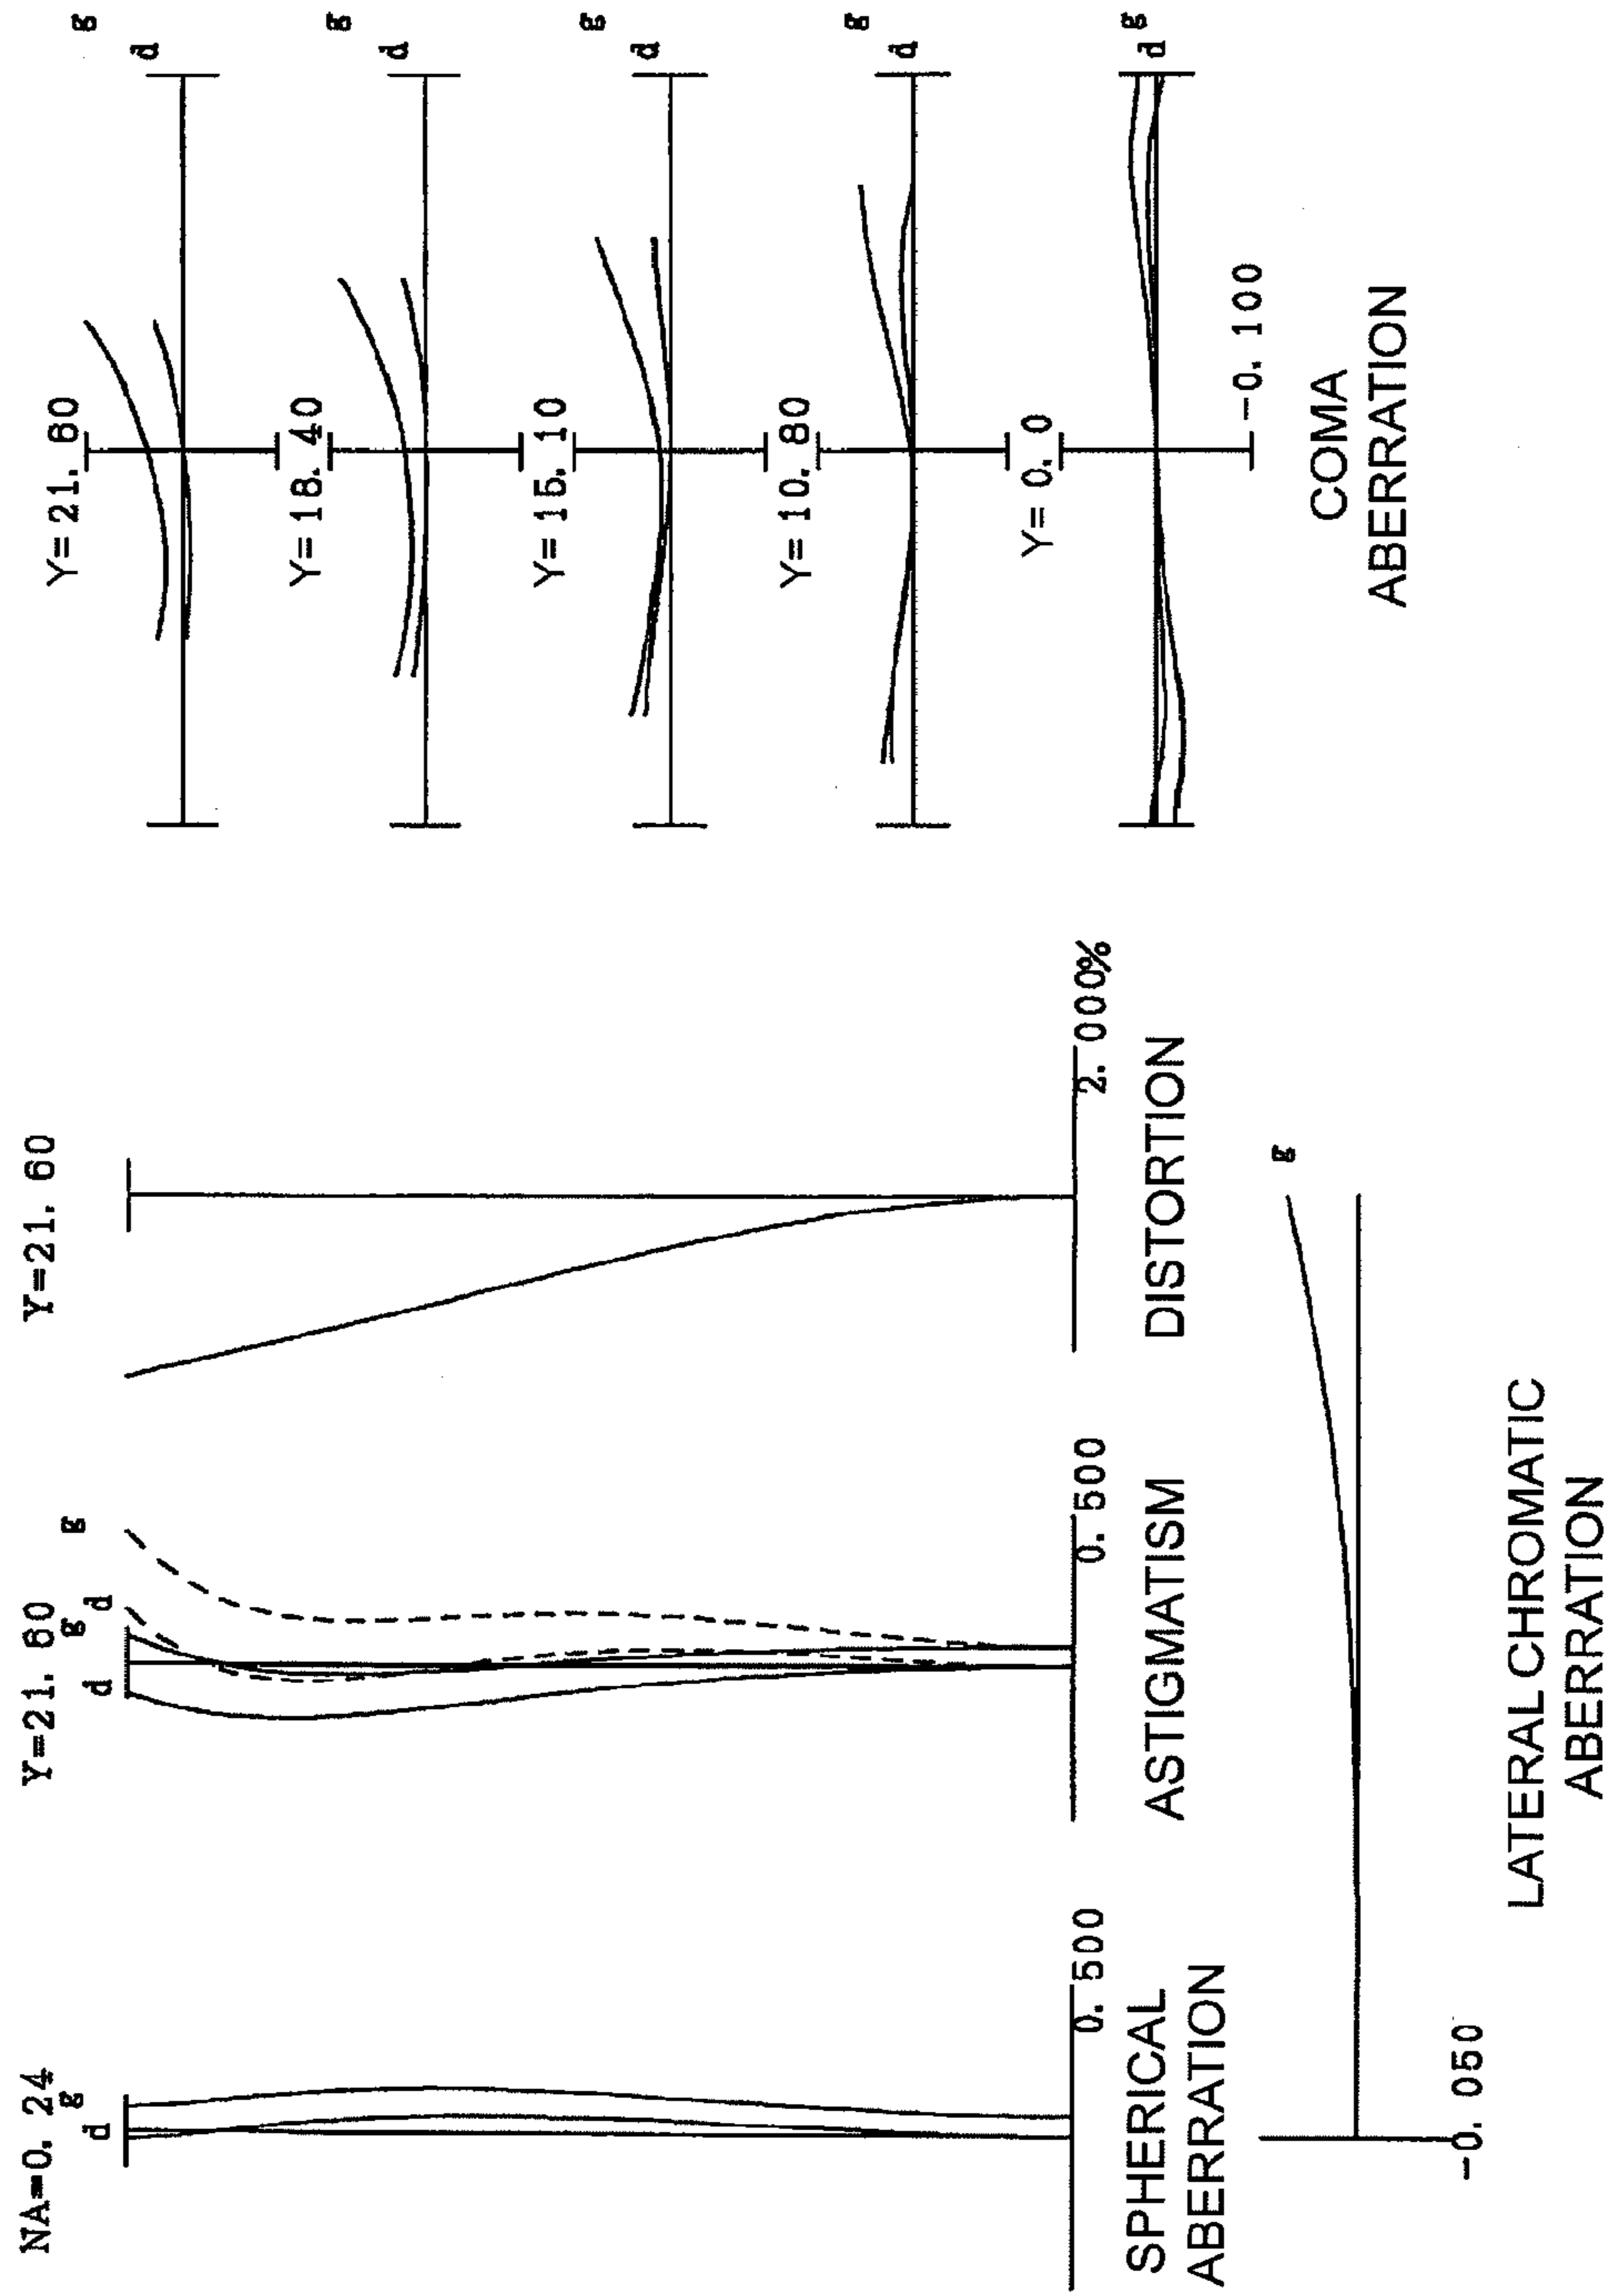 NA=0. 24
d
g
SPHERICAL
ABERRATION
0. 500
Y=21. 60
d
g
d
g
0. 500
ASTIGMATISM
Y=21. 60
2. 000%
DISTORTION
Y=21. 60
g
d
Y=18. 40
g
d
Y=15. 10
g
d
Y=10. 80
g
d
Y= 0. 0
g
d
-0. 100
COMA
ABERRATION
g
-0. 050
LATERAL CHROMATIC
ABERRATION